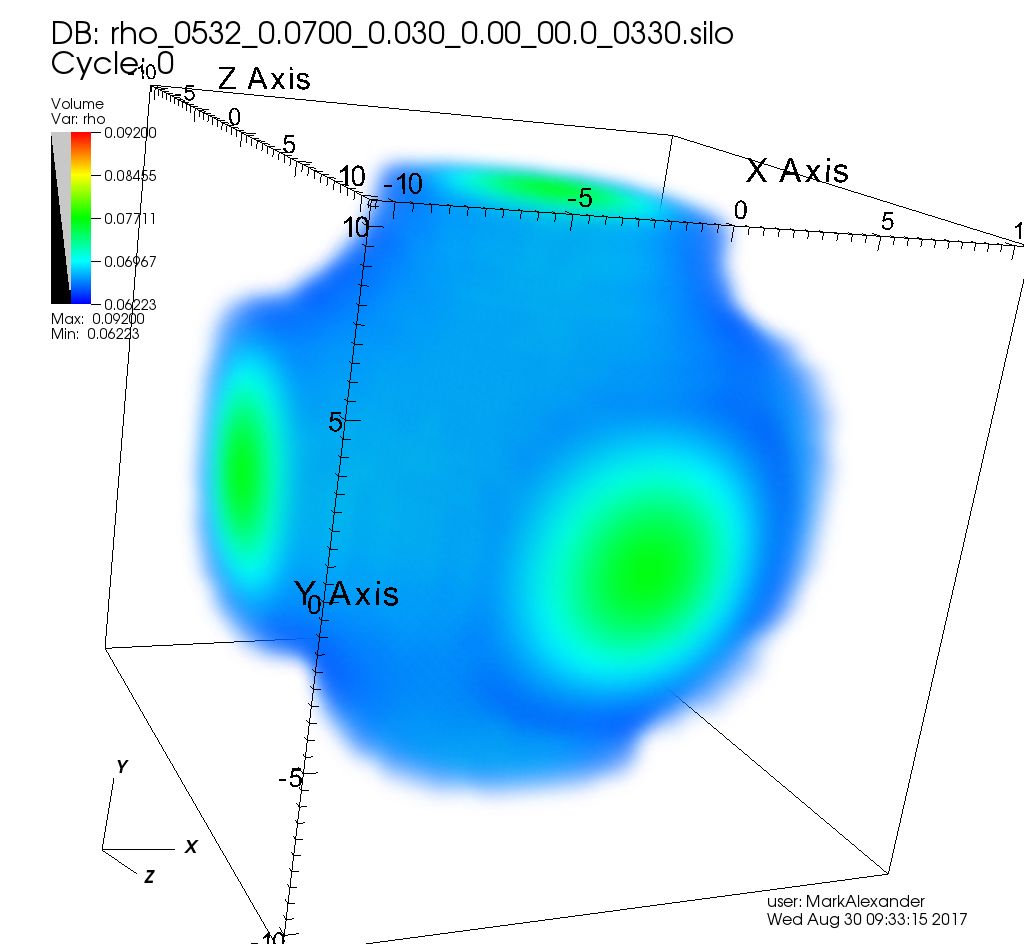 DB: rho_0532_0.0700_0.030_0.00_00.0_0330.silo
Cycle: 0
-10
Z Axis
-5
0
5
10
Volume
Var: rho
0.09200
0.08455
0.07711
0.06967
0.06223
Max: 0.09200
Min: 0.06223
X Axis
-10
-5
0
5
10
5
Y Axis
0
-5
-10
Y
X
Z
user: MarkAlexander
Wed Aug 30 09:33:15 2017